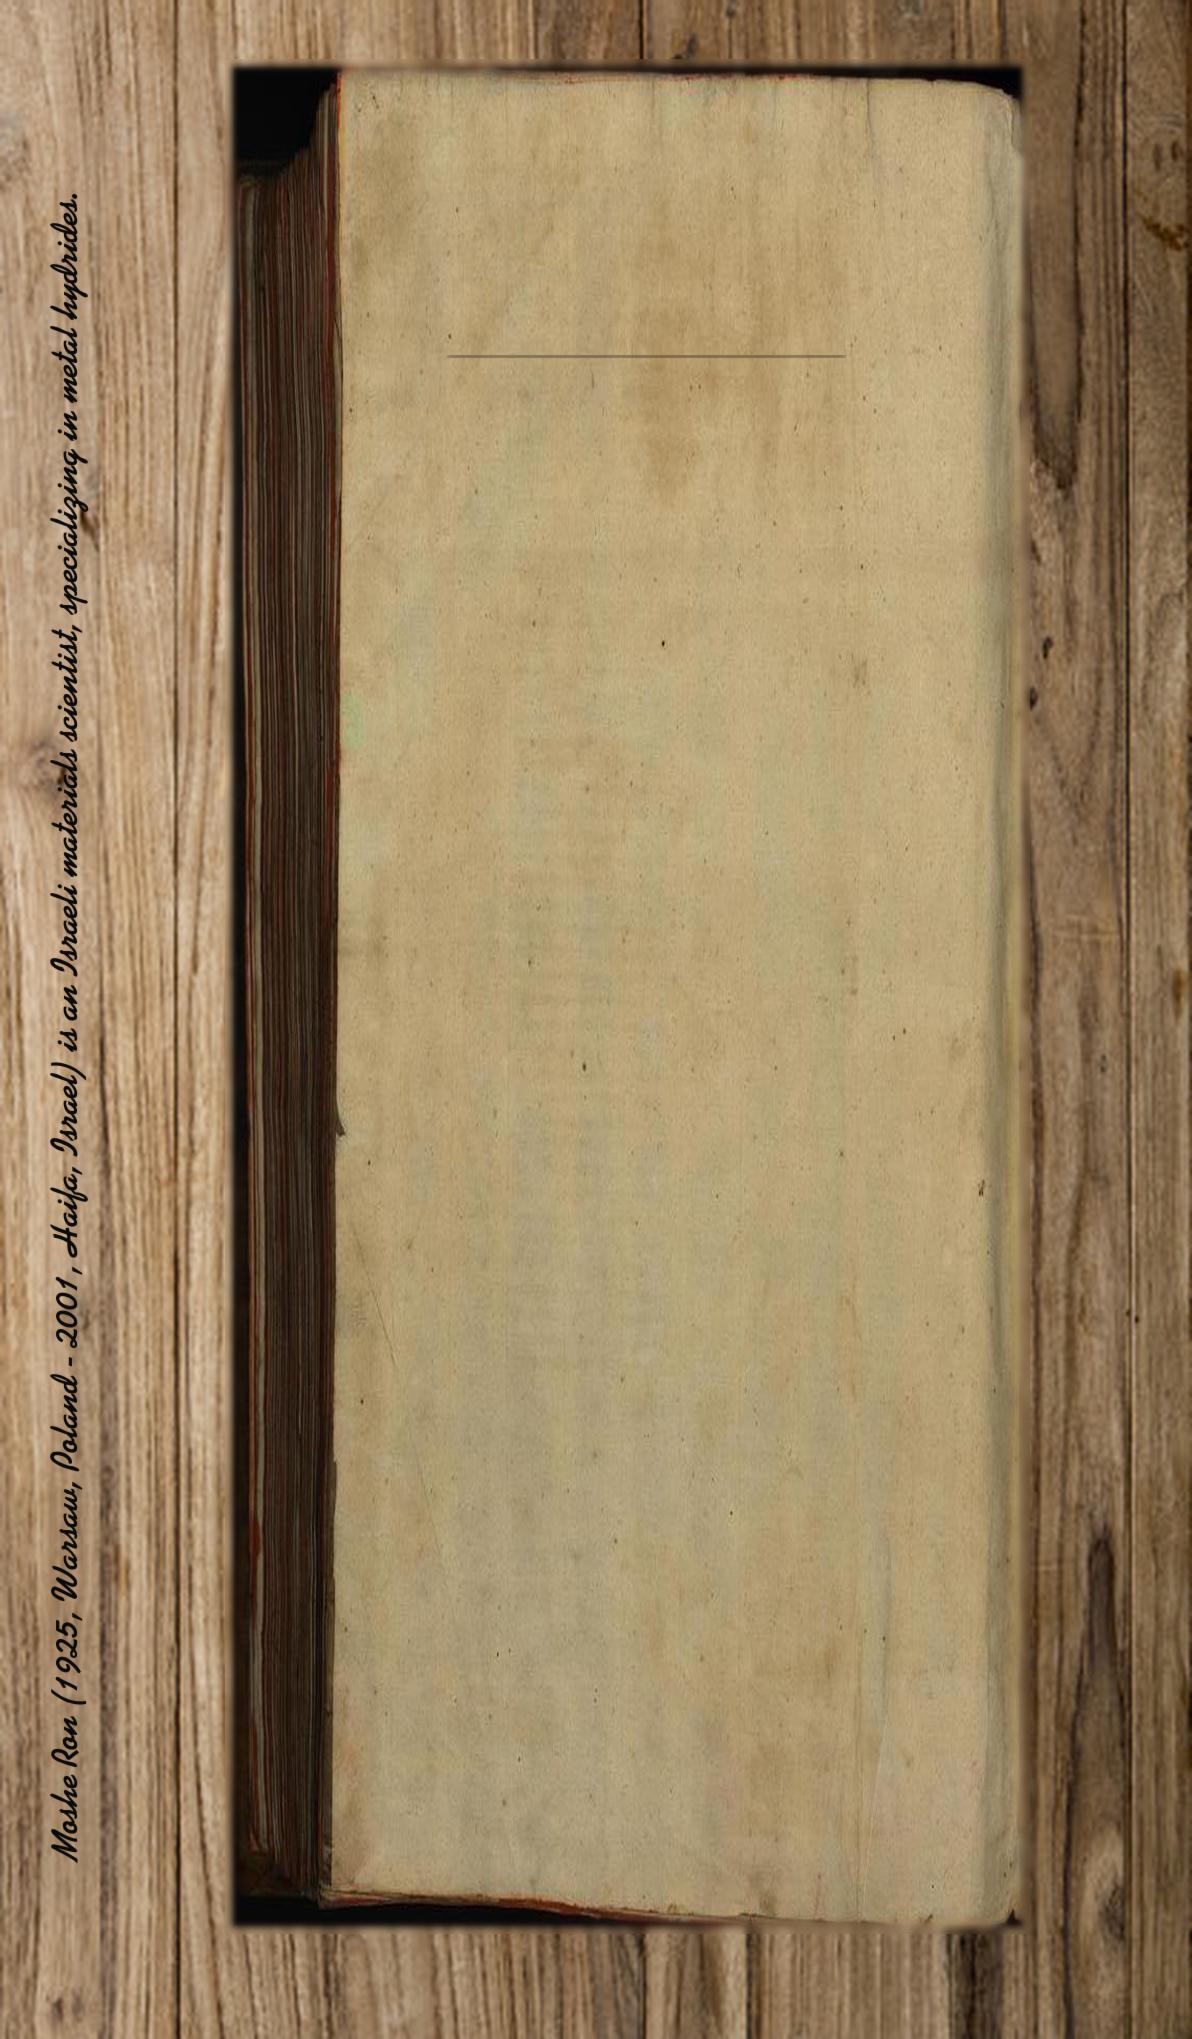 Moshe Ron (1925, Warsaw, Poland - 2001, Haifa, Israel) is an Israeli materials scientist, specializing in metal hydrides.